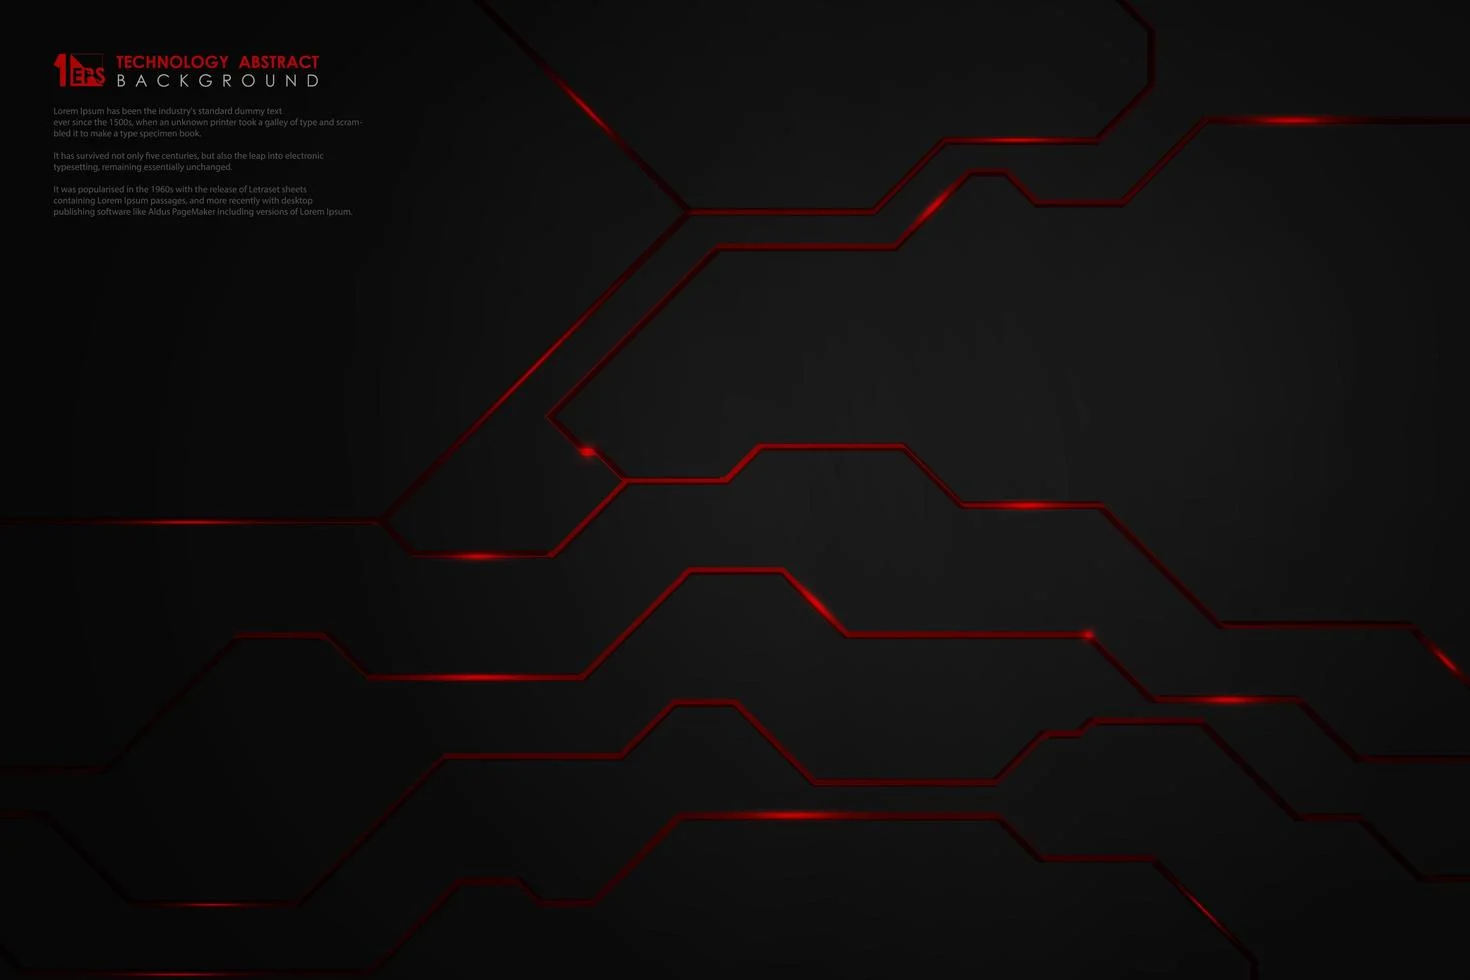 1EPS
TECHNOLOGY ABSTRACT
BACKGROUND
Lorem Ipsum has been the industry's standard dummy text
ever since the 1500s, when an unknown printer took a galley of type and scram-
bled it to make a type specimen book.
It has survived not only five centuries, but also the leap into electronic
typesetting, remaining essentially unchanged.
It was popularised in the 1960s with the release of Letraset sheets
containing Lorem Ipsum passages, and more recently with desktop
publishing software like Aldus PageMaker including versions of Lorem Ipsum.